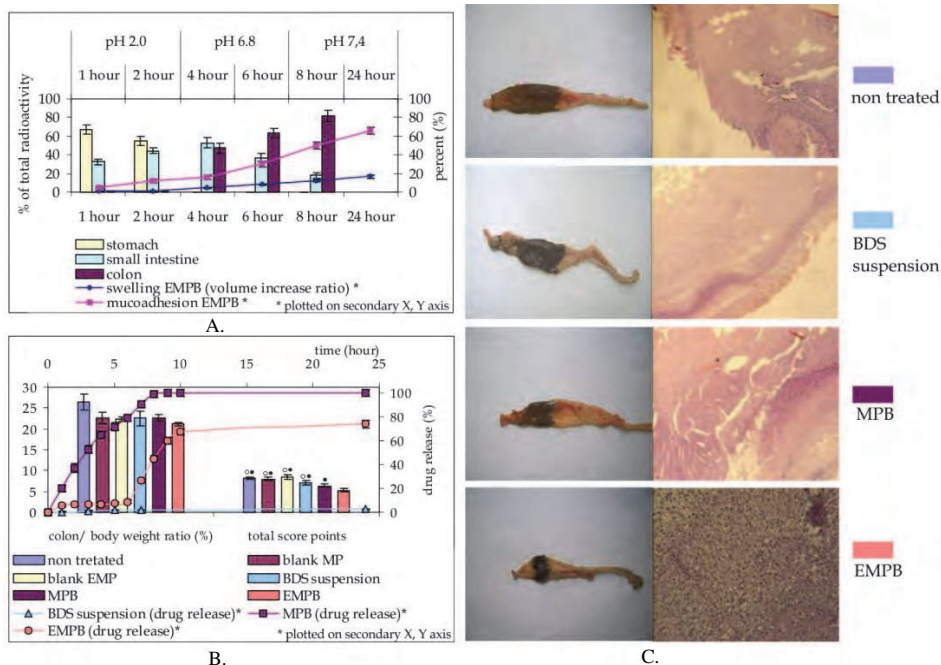 pH 2.0 pH 6.8 pH 7,4
1 hour 2 hour 4 hour 6 hour 8 hour 24 hour
% of total radioactivity
100
80
60
40
20
0
100
80
60
40
20
0
percent (%)
1 hour 2 hour 4 hour 6 hour 8 hour 24 hour
stomach
small intestine
colon
swelling EMPB (volume increase ratio) *
mucoadhesion EMPB *
* plotted on secondary X, Y axis
A.
time (hour)
0 5 10 15 20 25
30
25
20
15
10
5
0
100
80
60
40
20
0
drug release (%)
colon/ body weight ratio (%) total score points
non tretated
blank MP
blank EMP
BDS suspension
MPB
EMPB
BDS suspension (drug release)*
MPB (drug release)*
EMPB (drug release)*
* plotted on secondary X, Y axis
B.
non treated
BDS
suspension
MPB
EMPB
C.